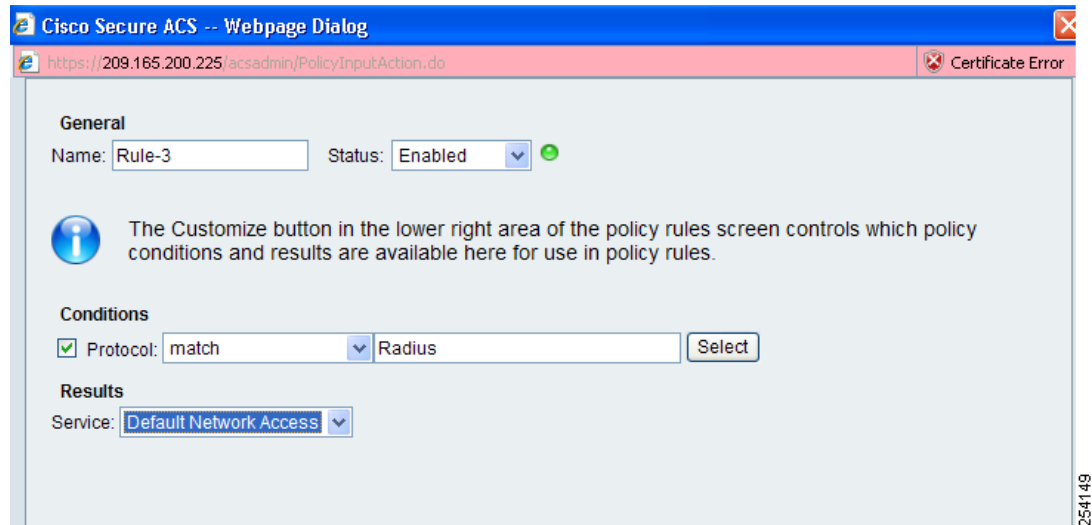 Cisco Secure ACS -- Webpage Dialog
https://209.165.200.225/acsadmin/PolicyInputAction.do Certificate Error
General
Name: Rule-3 Status: Enabled
The Customize button in the lower right area of the policy rules screen controls which policy
conditions and results are available here for use in policy rules.
Conditions
Protocol: match Radius Select
Results
Service: Default Network Access
254149